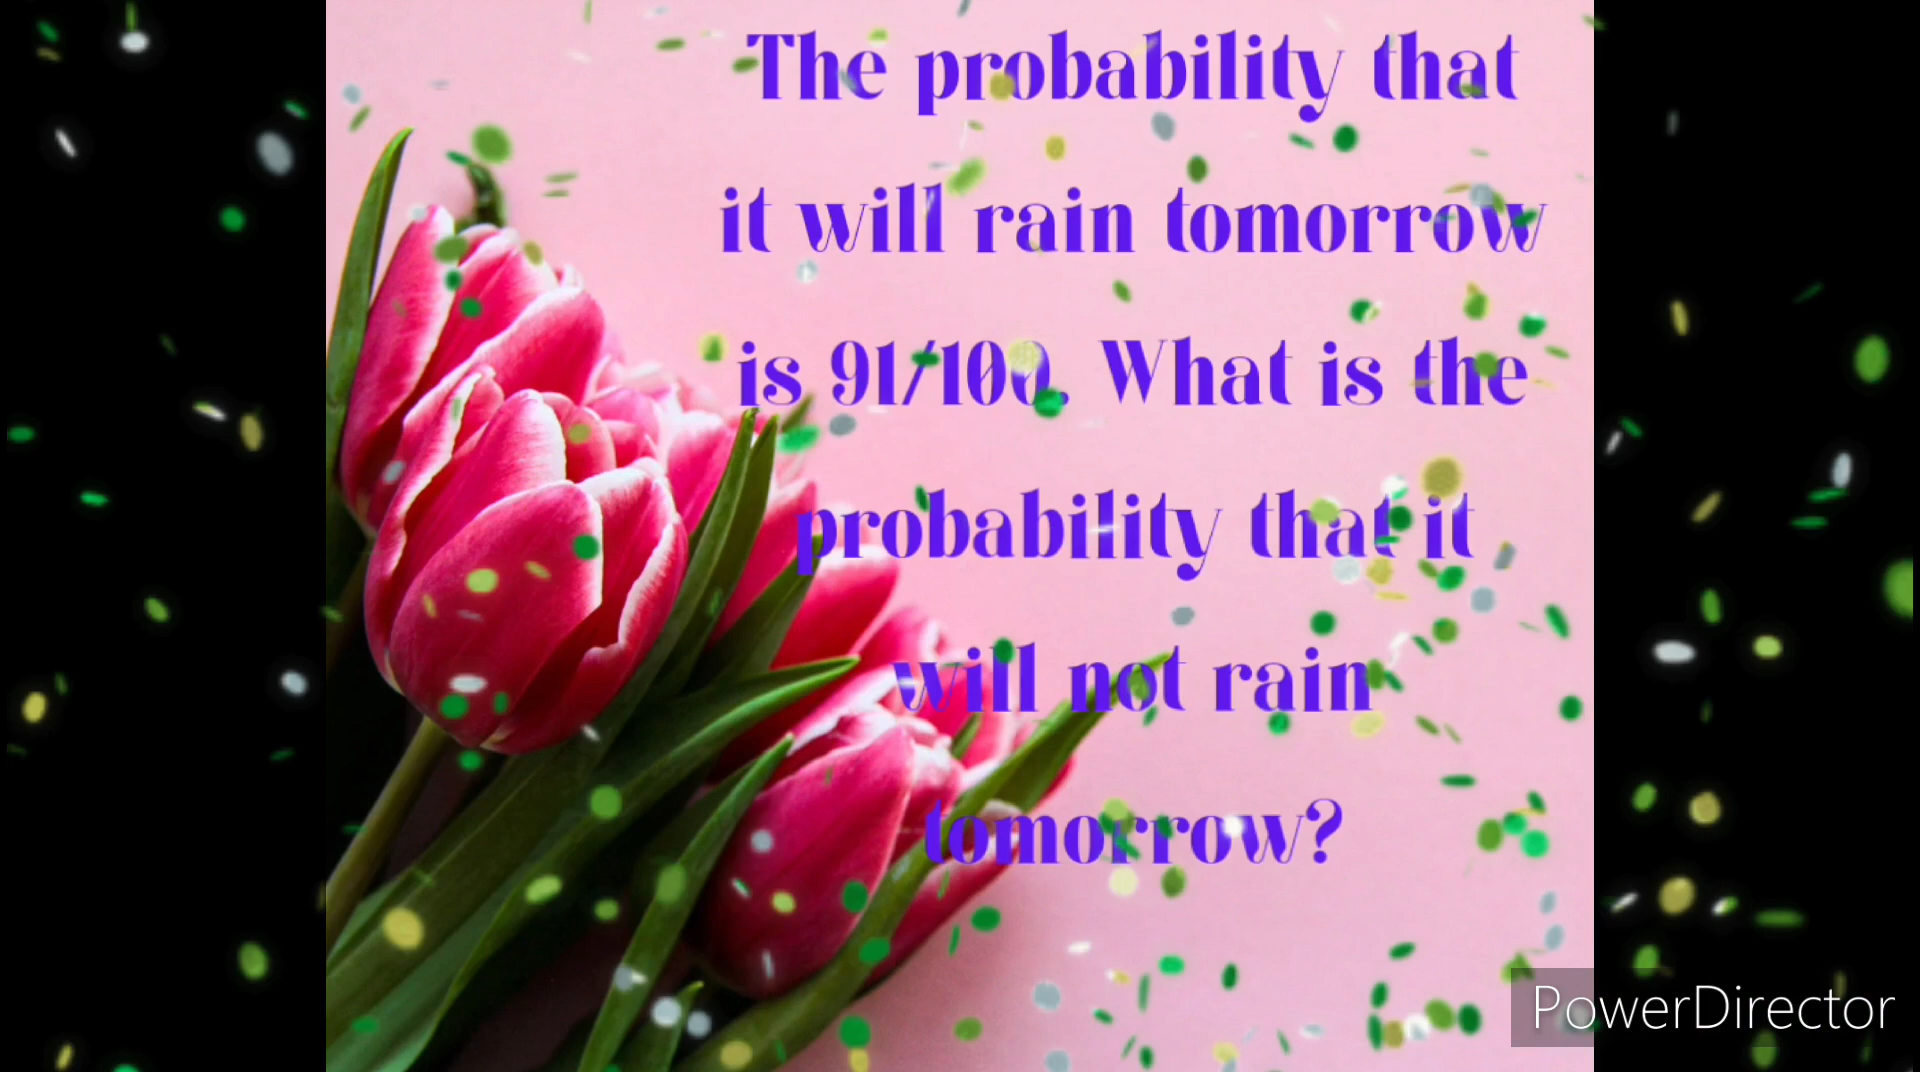 The probability that
it will rain tomorrow
is 91/100. What is the
probability that it
will not rain
tomorrow?
PowerDirector